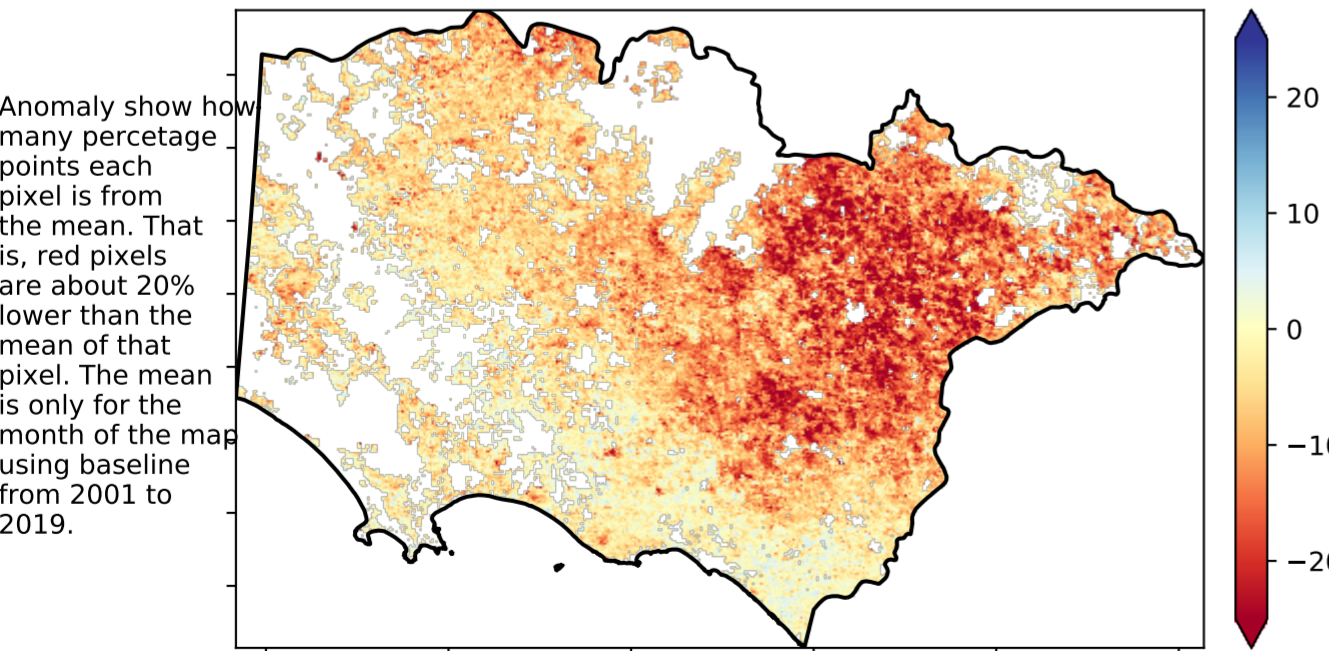 Anomaly show how
many percetage
points each
pixel is from
the mean. That
is, red pixels
are about 20%
lower than the
mean of that
pixel. The mean
is only for the
month of the map
using baseline
from 2001 to
2019.
20
10
0
−10
−20